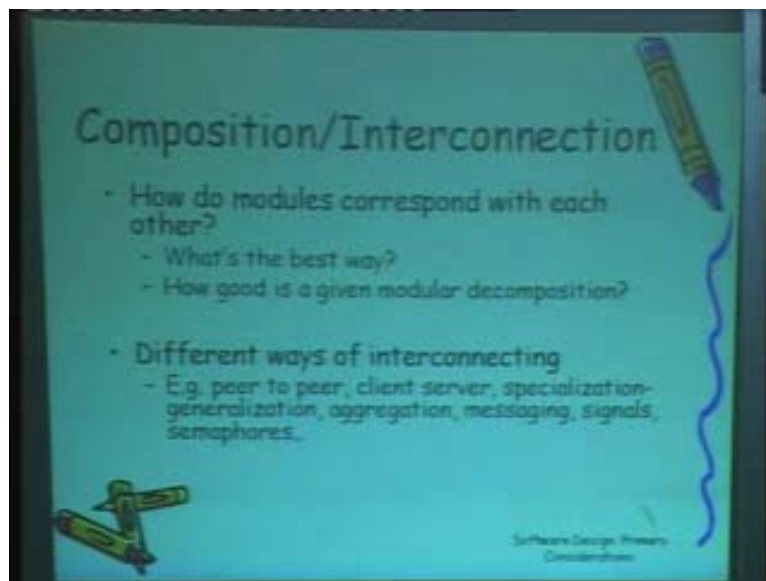 Composition/Interconnection
• How do modules correspond with each
other?
– What's the best way?
– How good is a given modular decomposition?
• Different ways of interconnecting
– E.g. peer to peer, client server, specialization-
generalization, aggregation, messaging, signals,
semaphores..
Software Design: Primary
Considerations